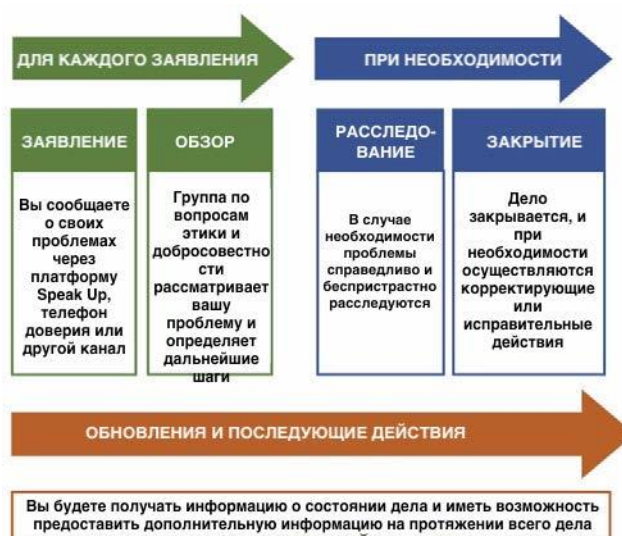 ДЛЯ КАЖДОГО ЗАЯВЛЕНИЯ
ПРИ НЕОБХОДИМОСТИ
ЗАЯВЛЕНИЕ
Вы сообщаете
о своих
проблемах
через
платформу
Speak Up,
телефон
доверия или
другой канал
ОБЗОР
Группа по
вопросам
этики и
добросовестно
сти
рассматривает
вашу
проблему и
определяет
дальнейшие
шаги
РАССЛЕДО-
ВАНИЕ
В случае
необходимости
проблемы
справедливо и
беспристрастно
расследуются
ЗАКРЫТИЕ
Дело
закрывается, и
при
необходимости
осуществляются
корректирующие
или
исправительные
действия
ОБНОВЛЕНИЯ И ПОСЛЕДУЮЩИЕ ДЕЙСТВИЯ
Вы будете получать информацию о состоянии дела и иметь возможность
предоставить дополнительную информацию на протяжении всего дела